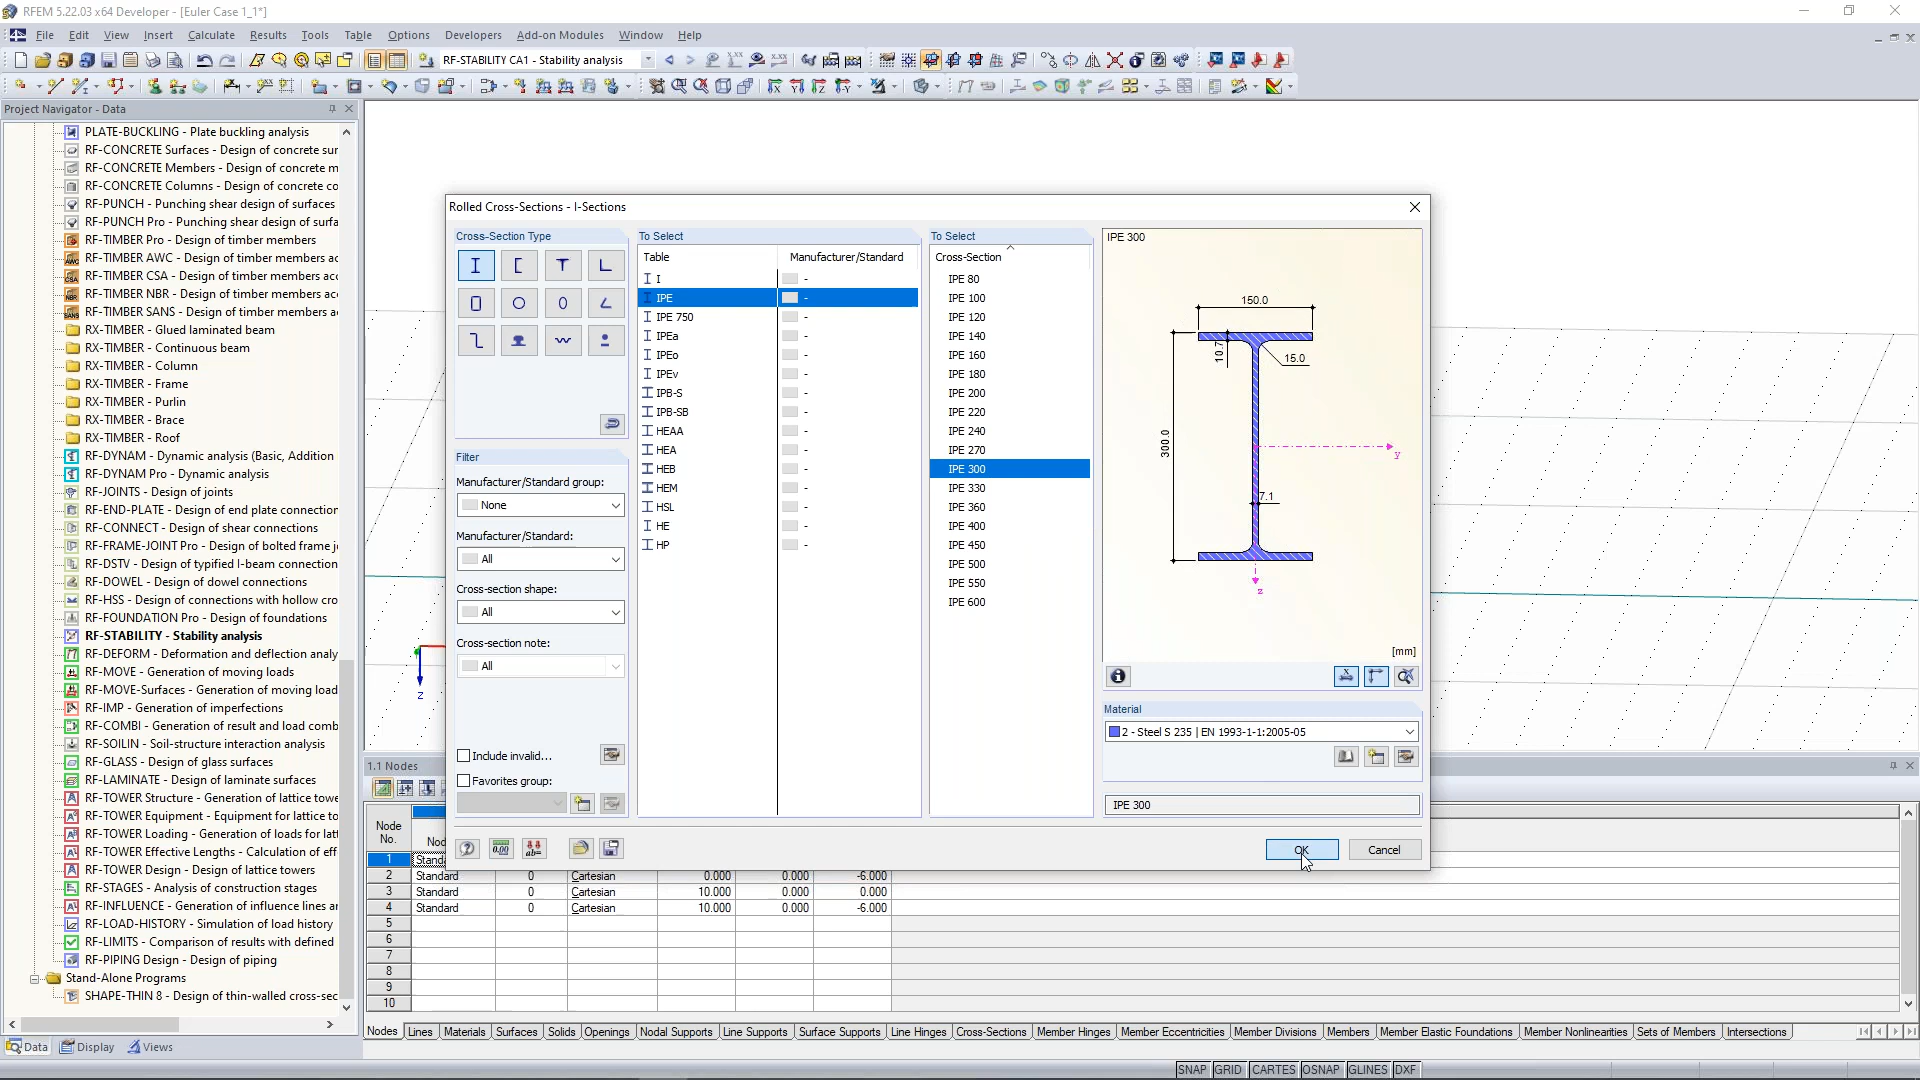 RFEM 5.22.03 x64 Developer - [Euler Case 1_1*]
File Edit View Insert Calculate Results Tools Table Options Developers Add-on Modules Window Help
RF-STABILITY CA1 - Stability analysis
Project Navigator - Data
PLATE-BUCKLING - Plate buckling analysis
RF-CONCRETE Surfaces - Design of concrete sur
RF-CONCRETE Members - Design of concrete m
RF-CONCRETE Columns - Design of concrete co
RF-PUNCH - Punching shear design of surfaces
RF-PUNCH Pro - Punching shear design of surfa
RF-TIMBER Pro - Design of timber members
RF-TIMBER AWC - Design of timber members ac
RF-TIMBER CSA - Design of timber members acc
RF-TIMBER NBR - Design of timber members acc
RF-TIMBER SANS - Design of timber members a
RX-TIMBER - Glued laminated beam
RX-TIMBER - Continuous beam
RX-TIMBER - Column
RX-TIMBER - Frame
RX-TIMBER - Purlin
RX-TIMBER - Brace
RX-TIMBER - Roof
RF-DYNAM - Dynamic analysis (Basic, Addition
RF-DYNAM Pro - Dynamic analysis
RF-JOINTS - Design of joints
RF-END-PLATE - Design of end plate connection
RF-CONNECT - Design of shear connections
RF-FRAME-JOINT Pro - Design of bolted frame j
RF-DSTV - Design of typified I-beam connection
RF-DOWEL - Design of dowel connections
RF-HSS - Design of connections with hollow cro
RF-FOUNDATION Pro - Design of foundations
RF-STABILITY - Stability analysis
RF-DEFORM - Deformation and deflection analy
RF-MOVE - Generation of moving loads
RF-MOVE-Surfaces - Generation of moving load
RF-IMP - Generation of imperfections
RF-COMBI - Generation of result and load comb
RF-SOILIN - Soil-structure interaction analysis
RF-GLASS - Design of glass surfaces
RF-LAMINATE - Design of laminate surfaces
RF-TOWER Structure - Generation of lattice towe
RF-TOWER Equipment - Equipment for lattice to
RF-TOWER Loading - Generation of loads for latt
RF-TOWER Effective Lengths - Calculation of eff
RF-TOWER Design - Design of lattice towers
RF-STAGES - Analysis of construction stages
RF-INFLUENCE - Generation of influence lines a
RF-LOAD-HISTORY - Simulation of load history
RF-LIMITS - Comparison of results with defined
RF-PIPING Design - Design of piping
Stand-Alone Programs
SHAPE-THIN 8 - Design of thin-walled cross-sec
Data Display Views
z
Rolled Cross-Sections - I-Sections
Cross-Section Type
Filter
Manufacturer/Standard group:
None
Manufacturer/Standard:
All
Cross-section shape:
All
Cross-section note:
All
Include invalid...
Favorites group:
To Select
Table Manufacturer/Standard
I -
IPE -
IPE 750 -
IPEa -
IPEo -
IPEv -
IPB-S -
IPB-SB -
HEAA -
HEA -
HEB -
HEM -
HSL -
HE -
HP -
To Select
Cross-Section
IPE 80
IPE 100
IPE 120
IPE 140
IPE 160
IPE 180
IPE 200
IPE 220
IPE 240
IPE 270
IPE 300
IPE 330
IPE 360
IPE 400
IPE 450
IPE 500
IPE 550
IPE 600
IPE 300
150.0
10.7
15.0
300.0
y
7.1
z
[mm]
Material
2 - Steel S 235 | EN 1993-1-1:2005-05
IPE 300
OK Cancel
1.1 Nodes
Node
No. Nod
1 Standa
2 Standard 0 Cartesian 0.000 0.000 -6.000
3 Standard 0 Cartesian 10.000 0.000 0.000
4 Standard 0 Cartesian 10.000 0.000 -6.000
5
6
7
8
9
10
Nodes Lines Materials Surfaces Solids Openings Nodal Supports Line Supports Surface Supports Line Hinges Cross-Sections Member Hinges Member Eccentricities Member Divisions Members Member Elastic Foundations Member Nonlinearities Sets of Members Intersections
SNAP GRID CARTES OSNAP GLINES DXF